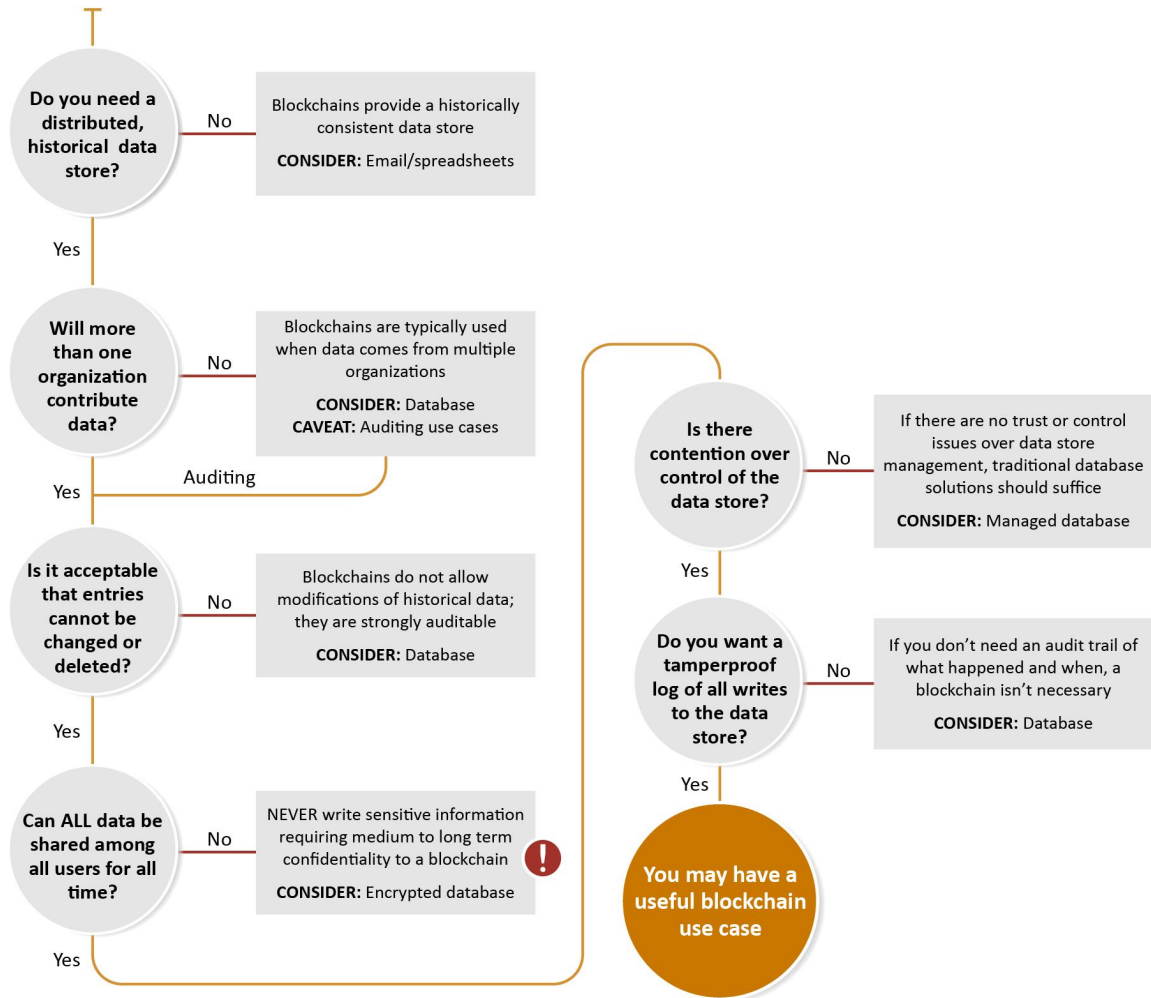 Do you need a
distributed,
historical data
store?
No
Blockchains provide a historically
consistent data store
CONSIDER: Email/spreadsheets
Yes
Will more
than one
organization
contribute
data?
No
Blockchains are typically used
when data comes from multiple
organizations
CONSIDER: Database
CAVEAT: Auditing use cases
Auditing
Yes
Is it acceptable
that entries
cannot be
changed or
deleted?
No
Blockchains do not allow
modifications of historical data;
they are strongly auditable
CONSIDER: Database
Yes
Can ALL data be
shared among
all users for all
time?
No
NEVER write sensitive information
requiring medium to long term
confidentiality to a blockchain
CONSIDER: Encrypted database
!
Yes
Is there
contention over
control of the
data store?
No
If there are no trust or control
issues over data store
management, traditional database
solutions should suffice
CONSIDER: Managed database
Yes
Do you want a
tamperproof
log of all writes
to the data
store?
No
If you don’t need an audit trail of
what happened and when, a
blockchain isn’t necessary
CONSIDER: Database
Yes
You may have a
useful blockchain
use case